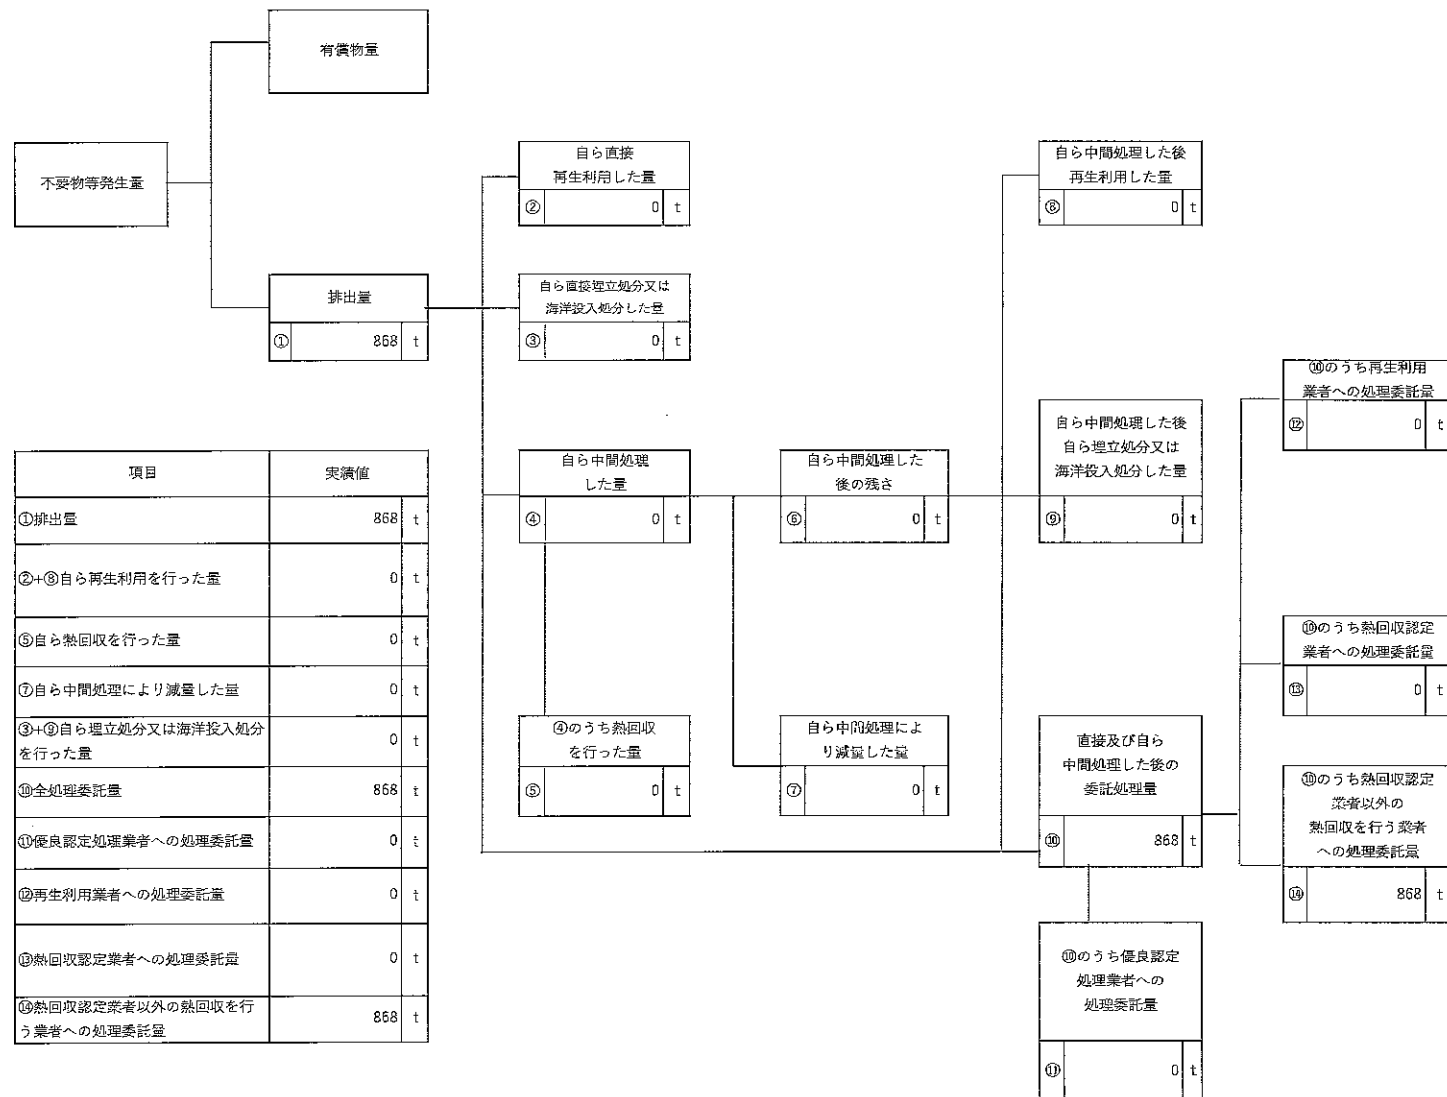 有償物量
不要物等発生量
排出量
① 868 t
自ら直接
再生利用した量
② 0 t
自ら直接埋立処分又は
海洋投入処分した量
③ 0 t
自ら中間処理
した量
④ 0 t
④のうち熱回収
を行った量
⑤ 0 t
自ら中間処理した
後の残さ
⑥ 0 t
自ら中間処理によ
り減量した量
⑦ 0 t
自ら中間処理した後
再生利用した量
⑧ 0 t
自ら中間処理した後
自ら埋立処分又は
海洋投入処分した量
⑨ 0 t
直接及び自ら
中間処理した後の
委託処理量
⑩ 868 t
⑩のうち優良認定
処理業者への
処理委託量
⑪ 0 t
⑩のうち再生利用
業者への処理委託量
⑫ 0 t
⑩のうち熱回収認定
業者への処理委託量
⑬ 0 t
⑩のうち熱回収認定
業者以外の
熱回収を行う業者
への処理委託量
⑭ 868 t
項目 実績値
①排出量 868 t
②+⑧自ら再生利用を行った量 0 t
⑤自ら熱回収を行った量 0 t
⑦自ら中間処理により減量した量 0 t
③+⑨自ら埋立処分又は海洋投入処分
を行った量 0 t
⑩全処理委託量 868 t
⑪優良認定処理業者への処理委託量 0 t
⑫再生利用業者への処理委託量 0 t
⑬熱回収認定業者への処理委託量 0 t
⑭熱回収認定業者以外の熱回収を行
う業者への処理委託量 868 t